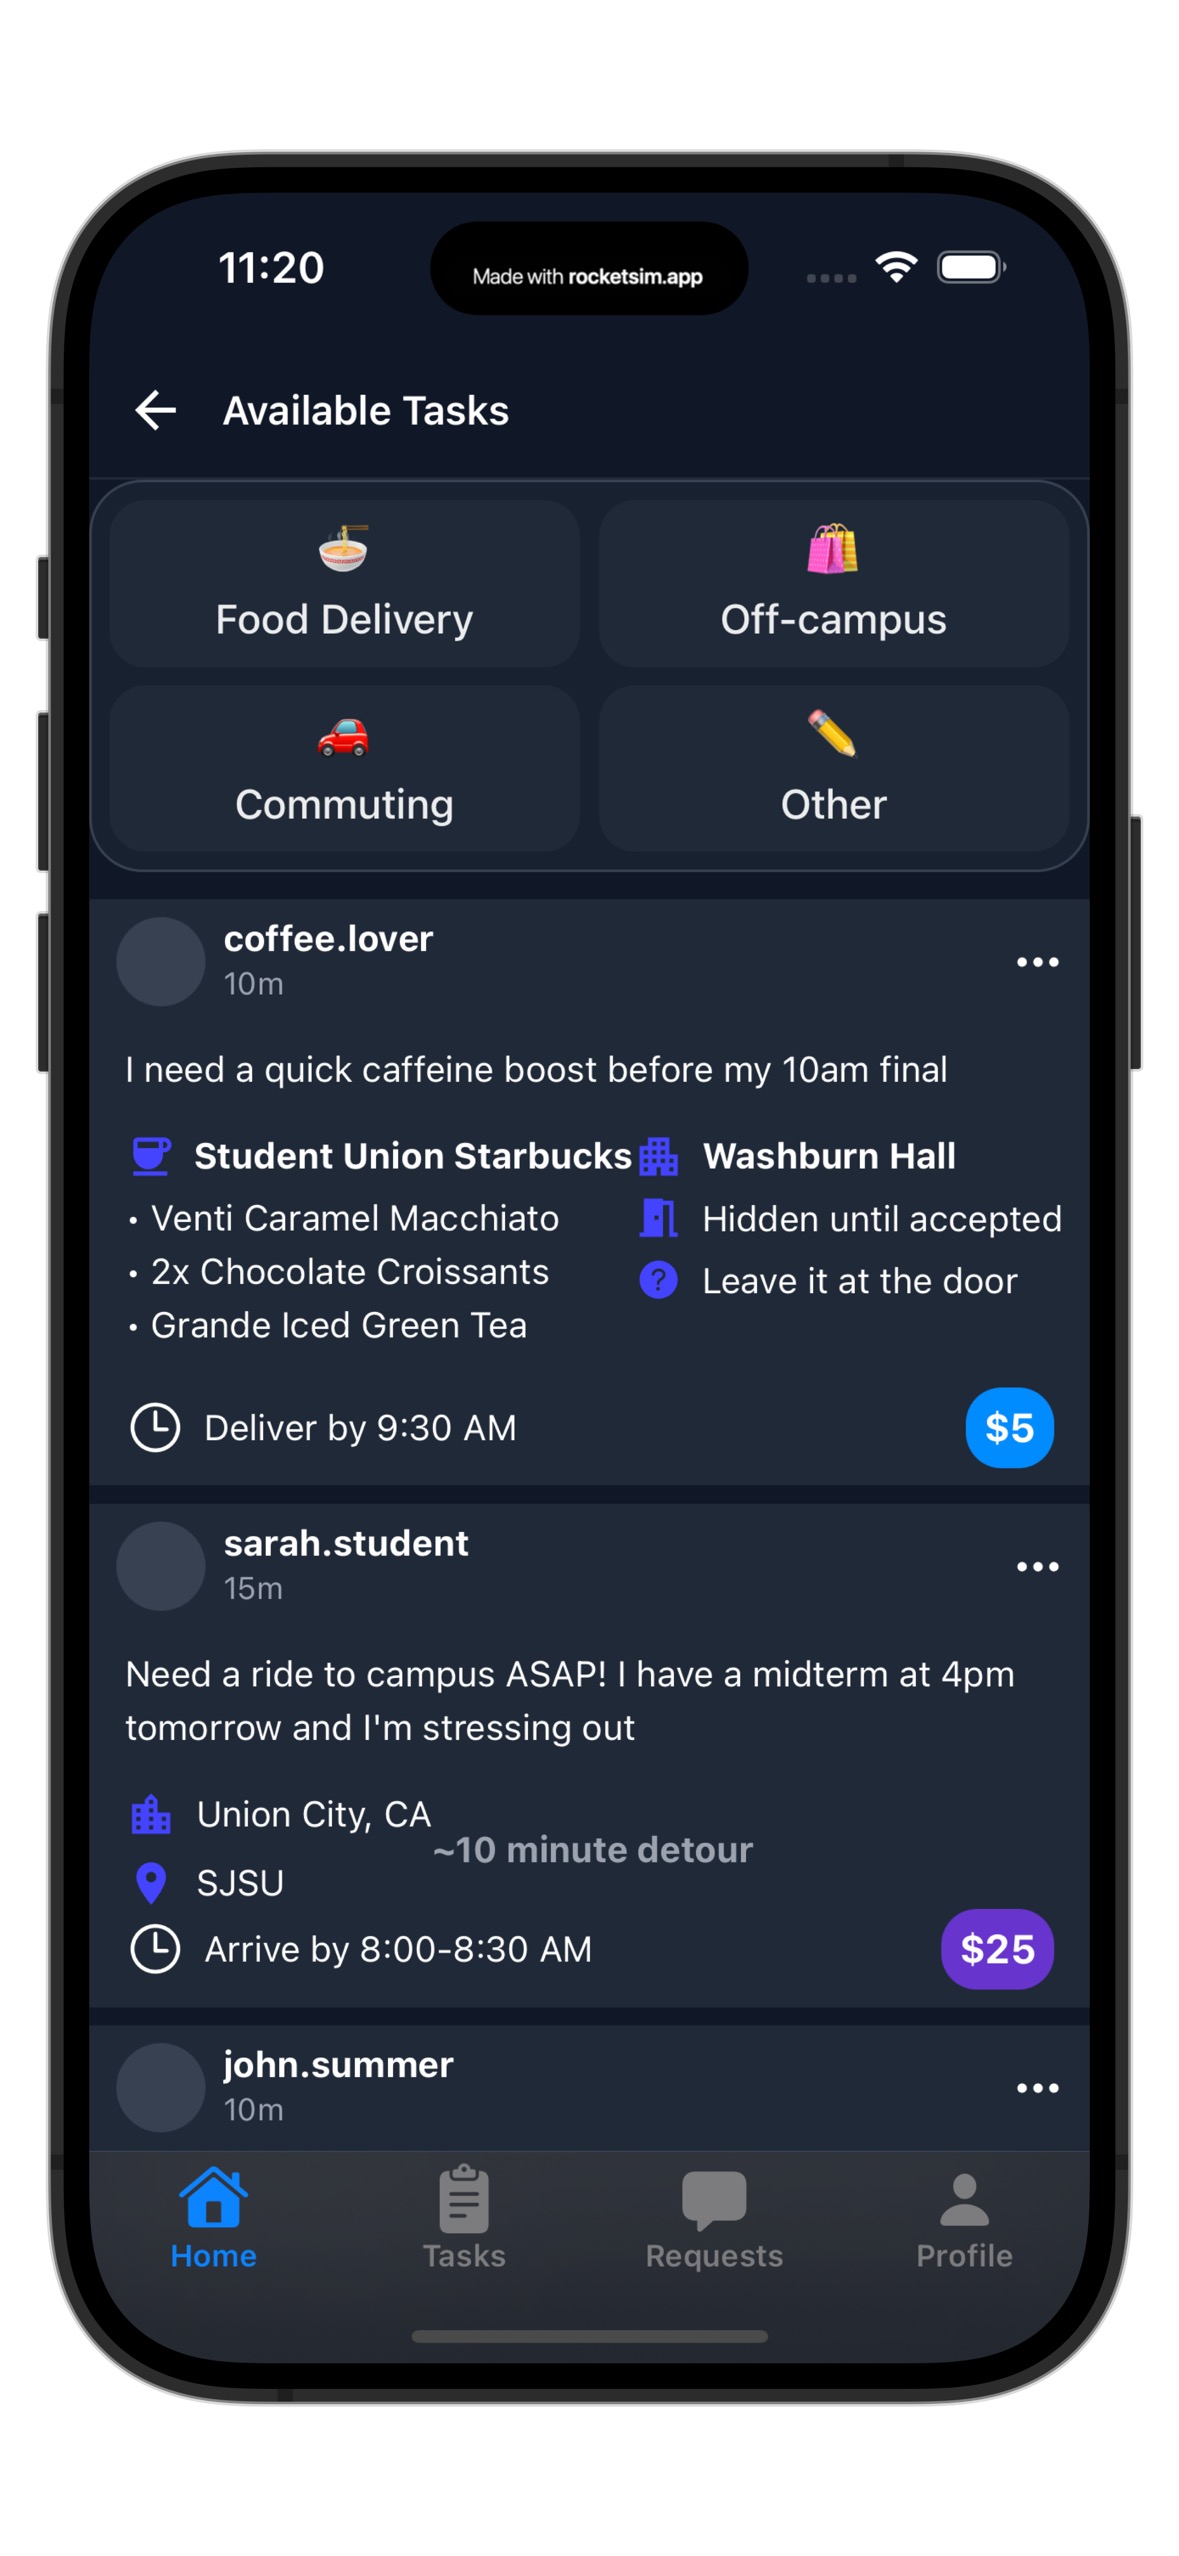 11:20
Made with rocketsim.app
Available Tasks
Food Delivery
Off-campus
Commuting
Other
coffee.lover
10m
I need a quick caffeine boost before my 10am final
Student Union Starbucks
• Venti Caramel Macchiato
• 2x Chocolate Croissants
• Grande Iced Green Tea
Washburn Hall
Hidden until accepted
? Leave it at the door
Deliver by 9:30 AM
$5
sarah.student
15m
Need a ride to campus ASAP! I have a midterm at 4pm
tomorrow and I'm stressing out
Union City, CA
~10 minute detour
SJSU
Arrive by 8:00-8:30 AM
$25
john.summer
10m
Home
Tasks
Requests
Profile